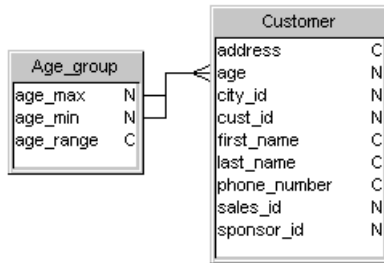 Age_group
age_max N
age_min N
age_range C
Customer
address C
age N
city_id N
cust_id N
first_name C
last_name C
phone_number C
sales_id N
sponsor_id N